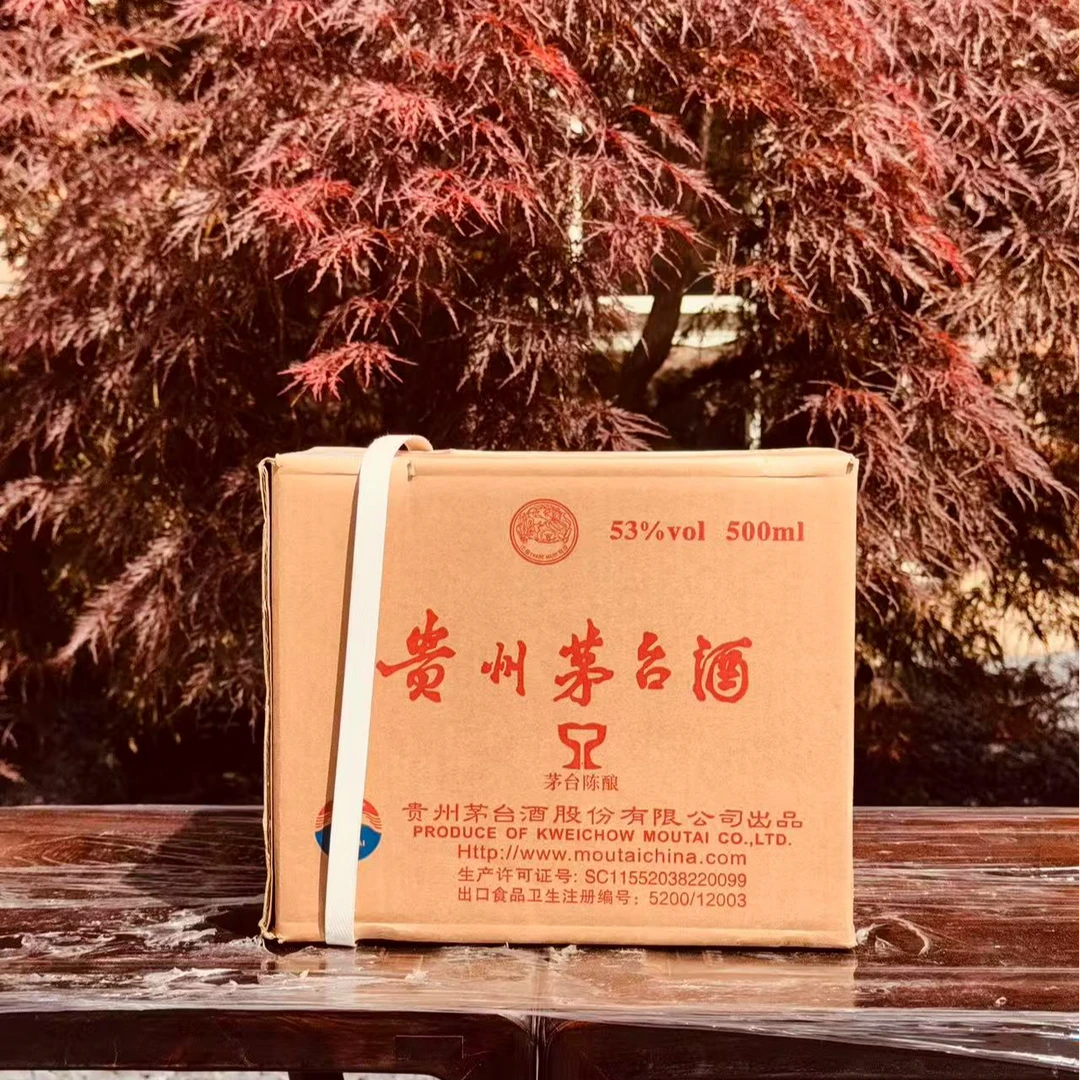 53%vol 500ml
贵州茅台酒
茅台陈酿
贵州茅台酒股份有限公司出品
PRODUCE OF KWEICHOW MOUTAI CO.,LTD.
Http://www.moutaichina.com
生产许可证号: SC11552038220099
出口食品卫生注册编号: 5200/12003